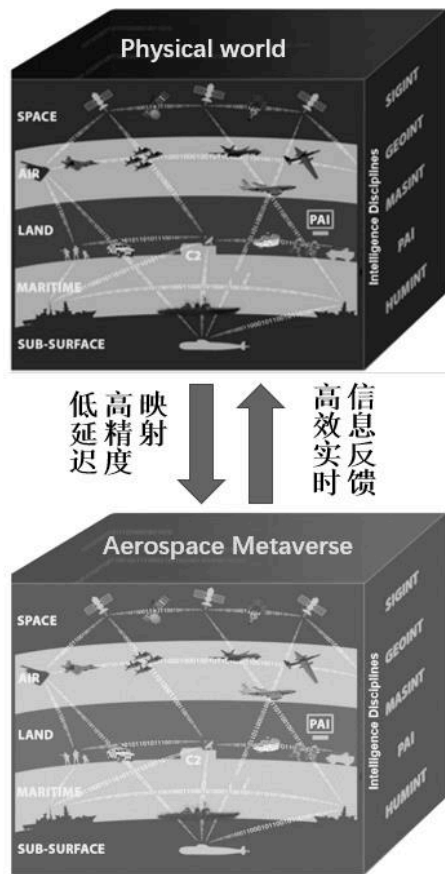 Physical world
SPACE
AIR
LAND
MARITIME
SUB-SURFACE
PAI
C2
Intelligence Disciplines
SIGINT
GEOINT
MASINT
PAI
HUMINT
低延迟
高精度
映射
高效实时
信息反馈
Aerospace Metaverse
SPACE
AIR
LAND
MARITIME
SUB-SURFACE
PAI
C2
Intelligence Disciplines
SIGINT
GEOINT
MASINT
PAI
HUMINT